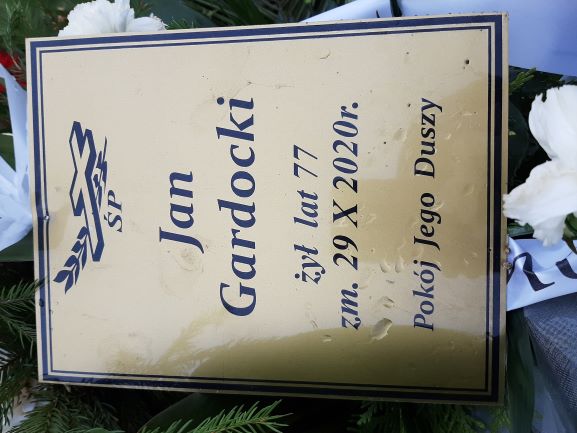 ŚP
Jan
Gardocki
żył lat 77
zm. 29 X 2020r.
Pokój Jego Duszy